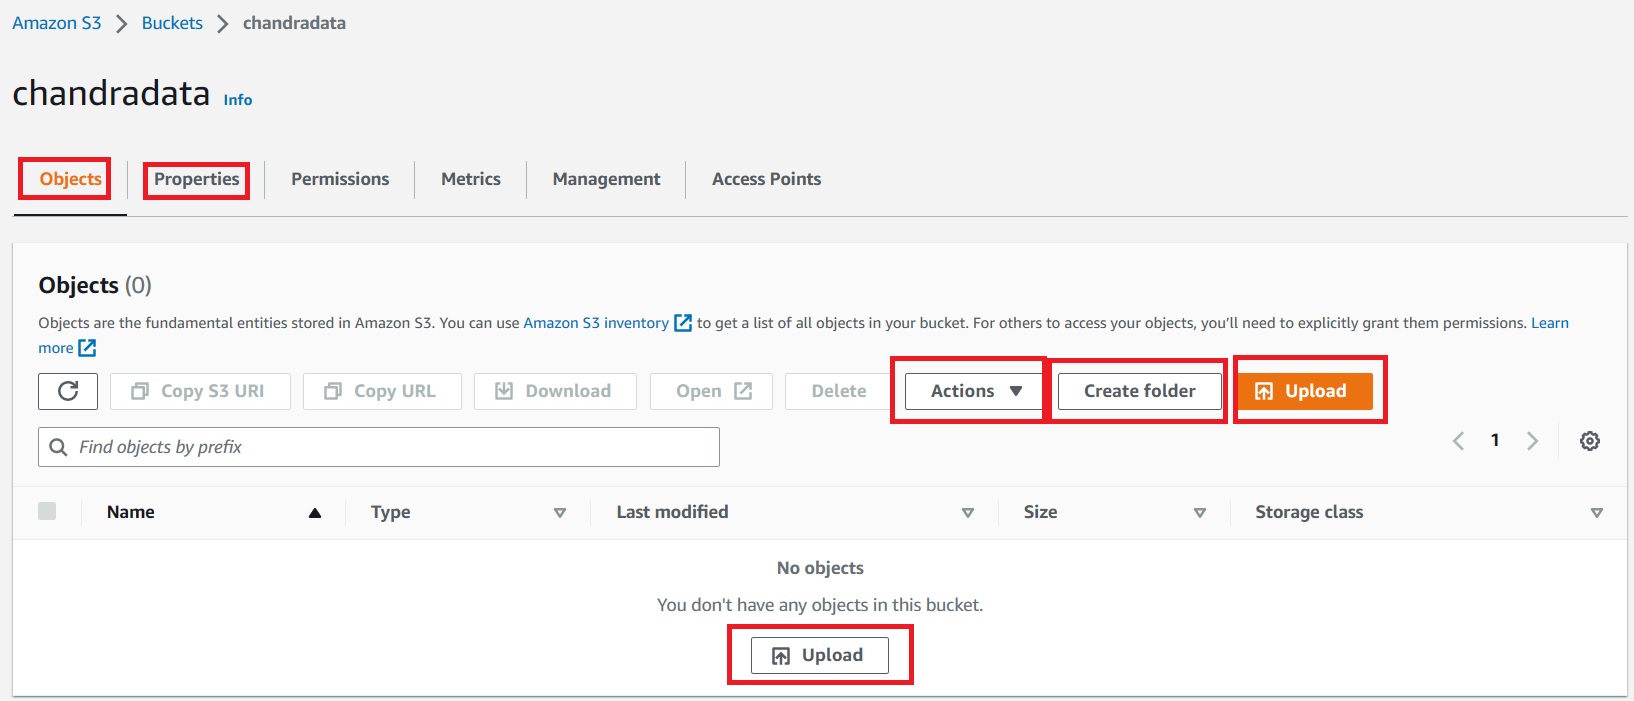 Amazon S3 Buckets chandradata
chandradata Info
Objects Properties Permissions Metrics Management Access Points
Objects (0)
Objects are the fundamental entities stored in Amazon S3. You can use Amazon S3 inventory to get a list of all objects in your bucket. For others to access your objects, you'll need to explicitly grant them permissions. Learn
more
Copy S3 URI Copy URL Download Open Delete Actions Create folder Upload
Find objects by prefix 1
Name Type Last modified Size Storage class
No objects
You don't have any objects in this bucket.
Upload